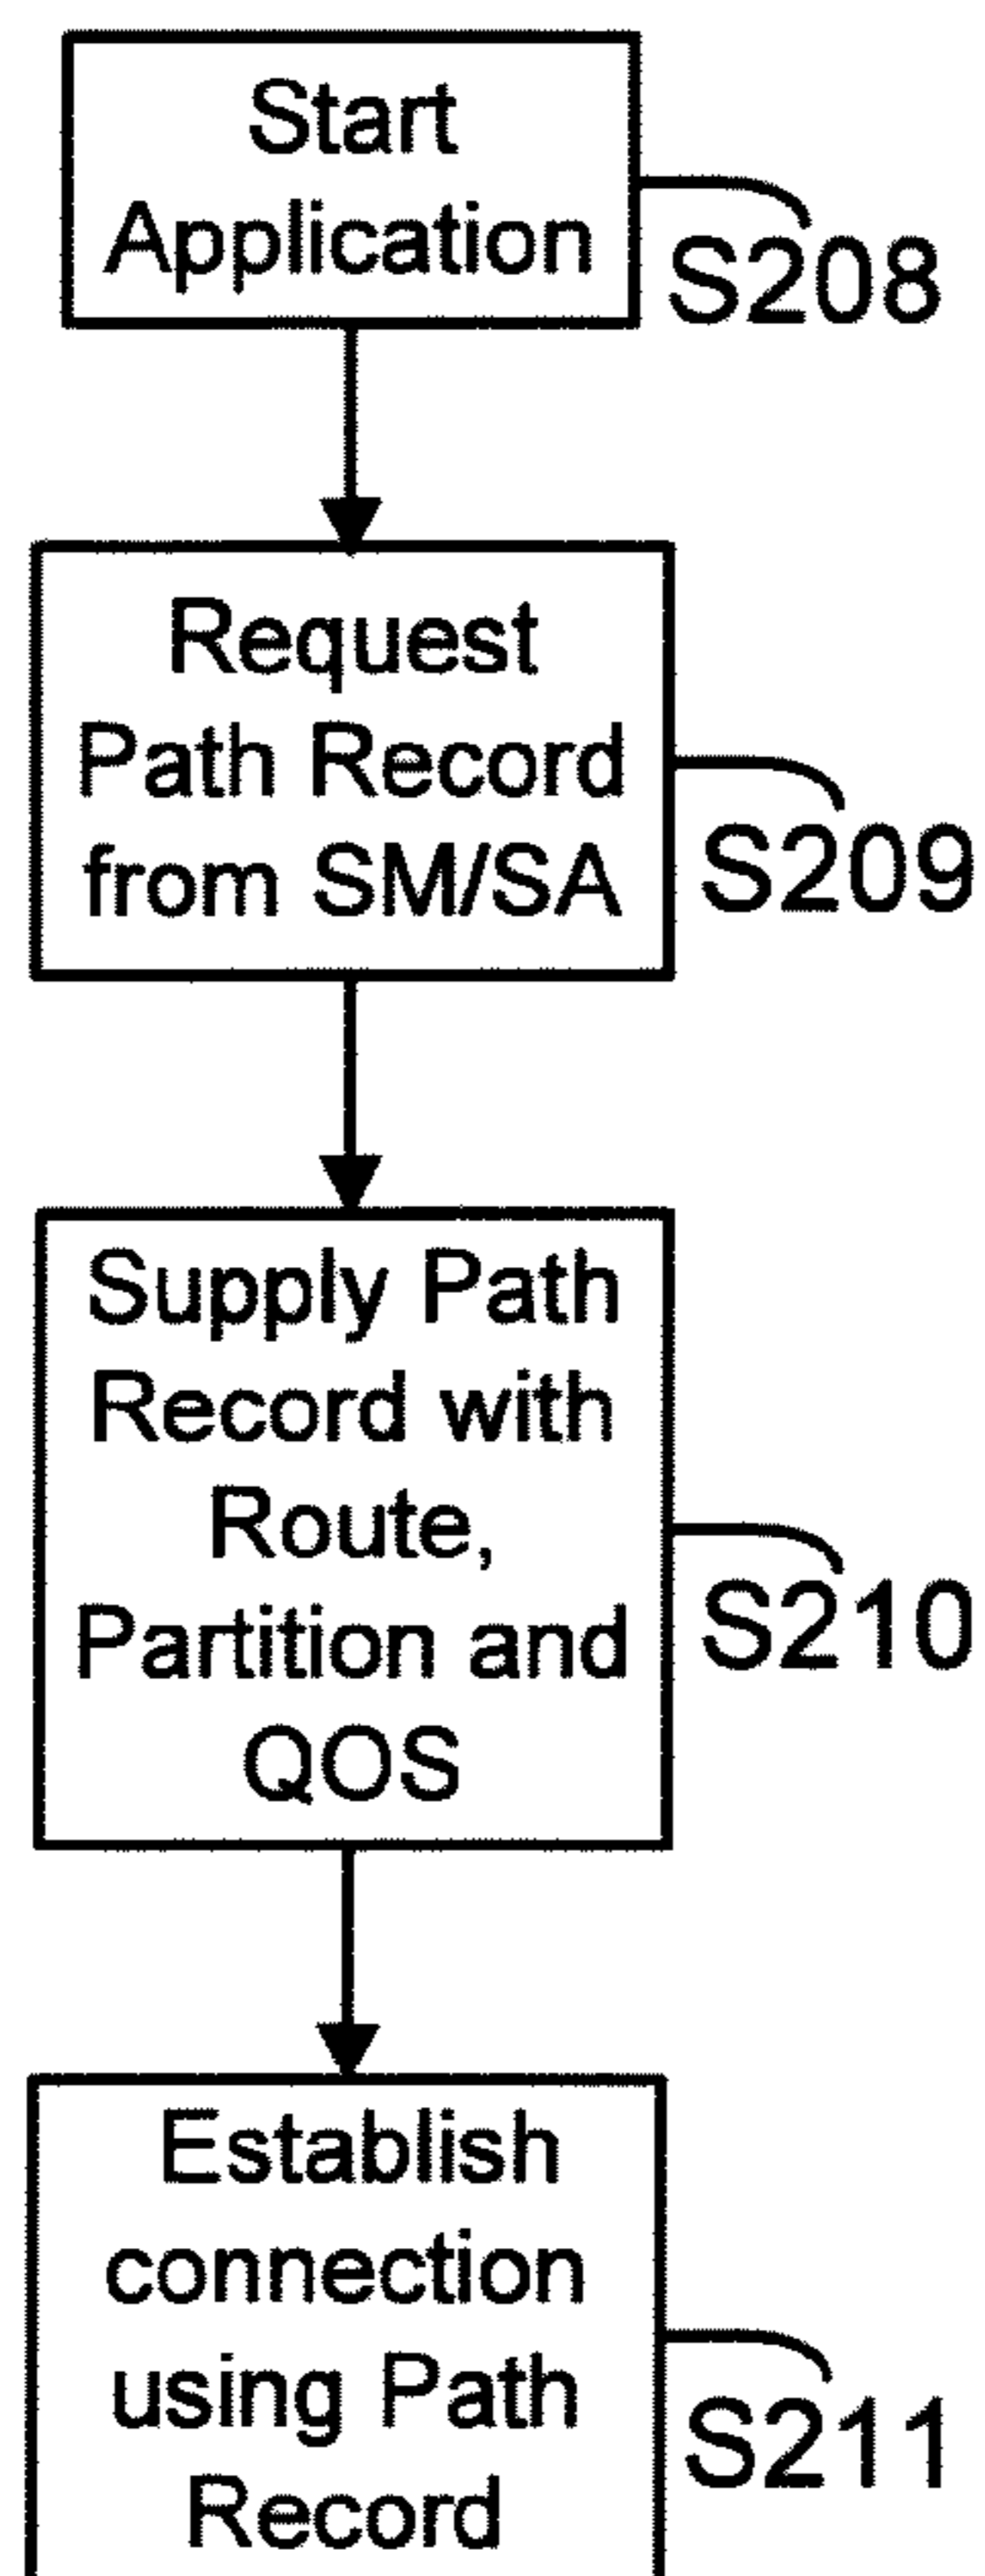 Start
Application
S208
Request
Path Record
from SM/SA
S209
Supply Path
Record with
Route,
Partition and
QOS
S210
Establish
connection
using Path
Record
S211